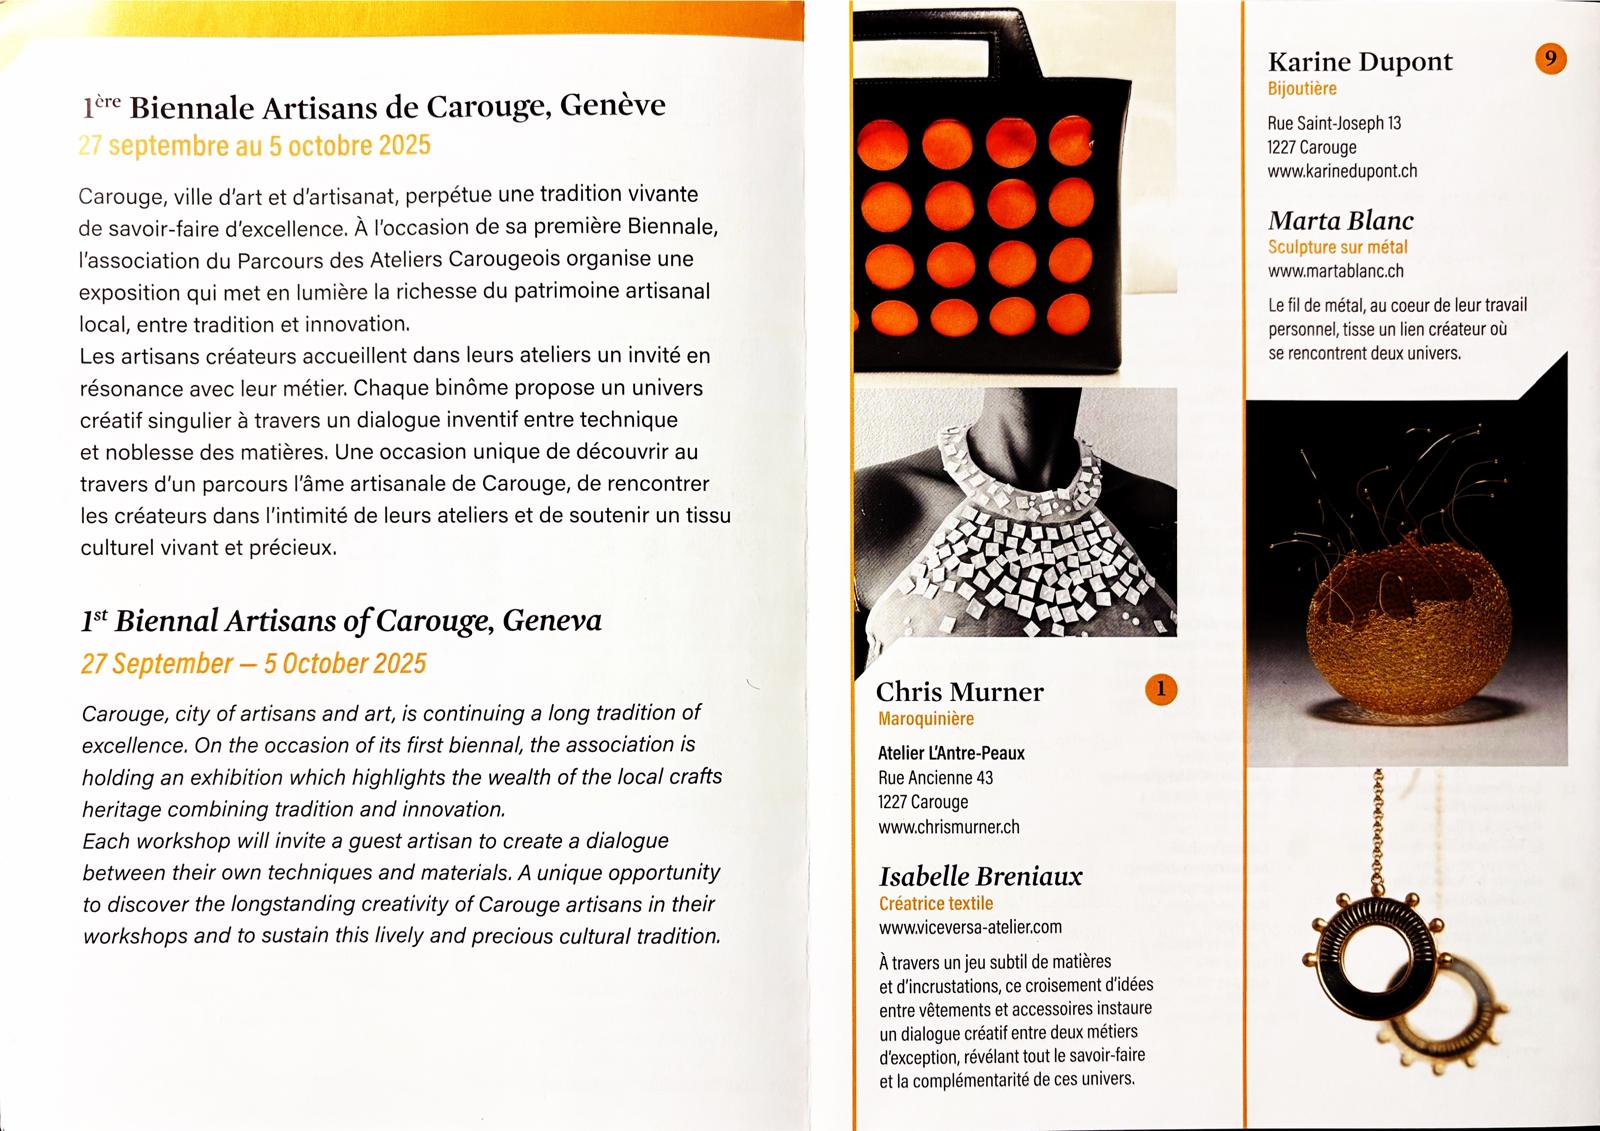 1ère Biennale Artisans de Carouge, Genève
27 septembre au 5 octobre 2025
Carouge, ville d'art et d'artisanat, perpétue une tradition vivante
de savoir-faire d'excellence. À l'occasion de sa première Biennale,
l'association du Parcours des Ateliers Carougeois organise une
exposition qui met en lumière la richesse du patrimoine artisanal
local, entre tradition et innovation.
Les artisans créateurs accueillent dans leurs ateliers un invité en
résonance avec leur métier. Chaque binôme propose un univers
créatif singulier à travers un dialogue inventif entre technique
et noblesse des matières. Une occasion unique de découvrir au
travers d'un parcours l'âme artisanale de Carouge, de rencontrer
les créateurs dans l'intimité de leurs ateliers et de soutenir un tissu
culturel vivant et précieux.
1st Biennal Artisans of Carouge, Geneva
27 September – 5 October 2025
Carouge, city of artisans and art, is continuing a long tradition of
excellence. On the occasion of its first biennal, the association is
holding an exhibition which highlights the wealth of the local crafts
heritage combining tradition and innovation.
Each workshop will invite a guest artisan to create a dialogue
between their own techniques and materials. A unique opportunity
to discover the longstanding creativity of Carouge artisans in their
workshops and to sustain this lively and precious cultural tradition.
Chris Murner 1
Maroquinière
Atelier L'Antre-Peaux
Rue Ancienne 43
1227 Carouge
www.chrismurner.ch
Isabelle Breniaux
Créatrice textile
www.viceversa-atelier.com
À travers un jeu subtil de matières
et d'incrustations, ce croisement d'idées
entre vêtements et accessoires instaure
un dialogue créatif entre deux métiers
d'exception, révélant tout le savoir-faire
et la complémentarité de ces univers.
Karine Dupont 9
Bijoutière
Rue Saint-Joseph 13
1227 Carouge
www.karinedupont.ch
Marta Blanc
Sculpture sur métal
www.martablanc.ch
Le fil de métal, au coeur de leur travail
personnel, tisse un lien créateur où
se rencontrent deux univers.